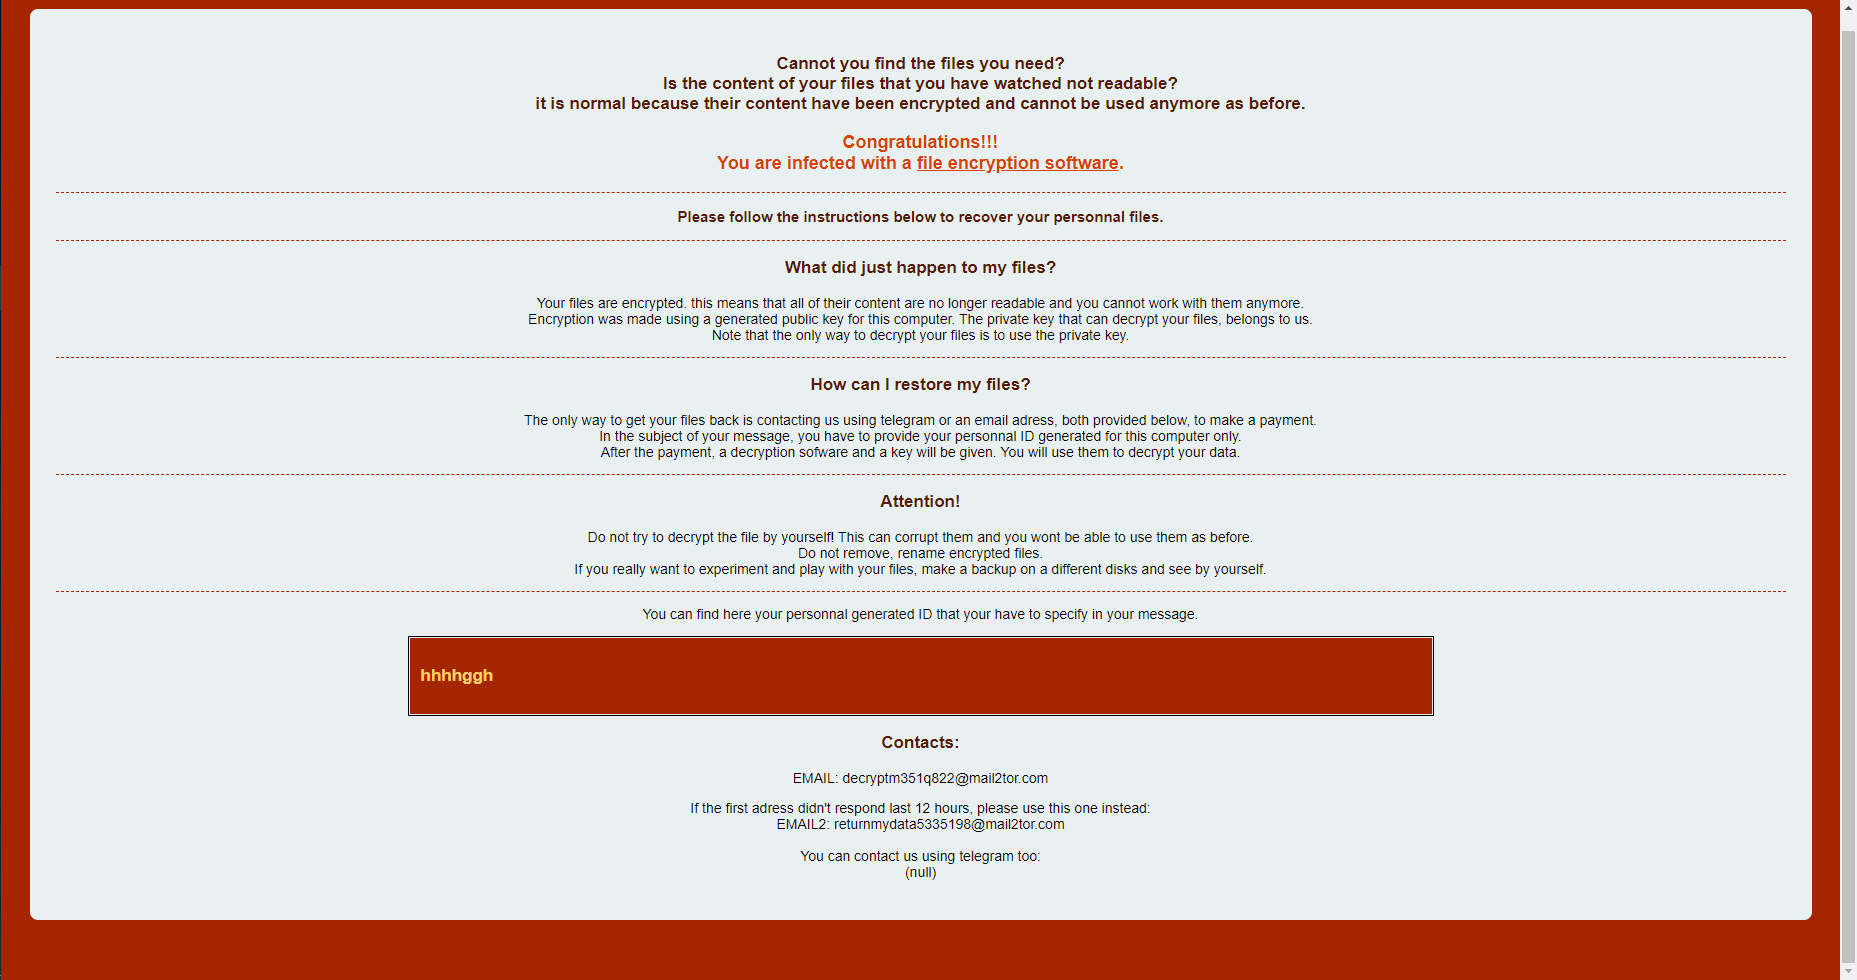 Cannot you find the files you need?
Is the content of your files that you have watched not readable?
it is normal because their content have been encrypted and cannot be used anymore as before.
Congratulations!!!
You are infected with a file encryption software.
Please follow the instructions below to recover your personnal files.
What did just happen to my files?
Your files are encrypted. this means that all of their content are no longer readable and you cannot work with them anymore.
Encryption was made using a generated public key for this computer. The private key that can decrypt your files, belongs to us.
Note that the only way to decrypt your files is to use the private key.
How can I restore my files?
The only way to get your files back is contacting us using telegram or an email adress, both provided below, to make a payment.
In the subject of your message, you have to provide your personnal ID generated for this computer only.
After the payment, a decryption sofware and a key will be given. You will use them to decrypt your data.
Attention!
Do not try to decrypt the file by yourself! This can corrupt them and you wont be able to use them as before.
Do not remove, rename encrypted files.
If you really want to experiment and play with your files, make a backup on a different disks and see by yourself.
You can find here your personnal generated ID that your have to specify in your message.
hhhhggh
Contacts:
EMAIL: decryptm351q822@mail2tor.com
If the first adress didn't respond last 12 hours, please use this one instead:
EMAIL2: returnmydata5335198@mail2tor.com
You can contact us using telegram too:
(null)